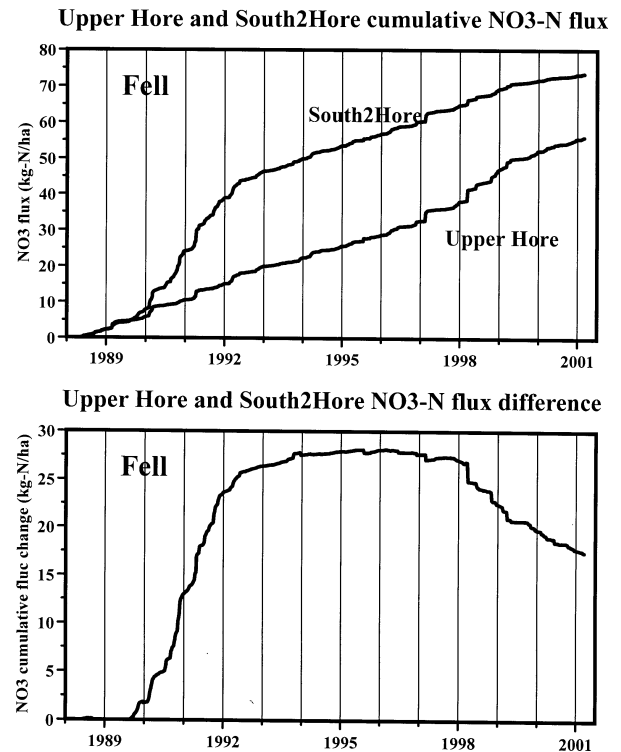 Upper Hore and South2Hore cumulative NO3-N flux
80
70
60
50
40
30
20
10
0
NO3 flux (kg-N/ha)
Fell
South2Hore
Upper Hore
1989 1992 1995 1998 2001
Upper Hore and South2Hore NO3-N flux difference
30
25
20
15
10
5
0
NO3 cumulative fluc change (kg-N/ha)
Fell
1989 1992 1995 1998 2001